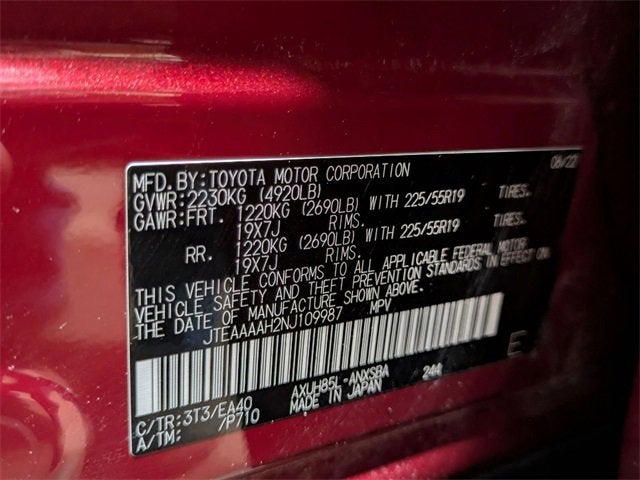 MFD.BY:TOYOTA MOTOR CORPORATION 08/22
GVWR:2230KG (4920LB)
GAWR:FRT. 1220KG (2690LB) WITH 225/55R19 TIRES.
19X7J RIMS.
RR. 1220KG (2690LB) WITH 225/55R19 TIRES.
19X7J RIMS.
THIS VEHICLE CONFORMS TO ALL APPLICABLE FEDERAL MOTOR
VEHICLE SAFETY AND THEFT PREVENTION STANDARDS IN EFFECT ON
THE DATE OF MANUFACTURE SHOWN ABOVE.
JTEAAAAH2NJ109987 MPV
E
C/TR:3T3/EA40 AXUH85L-ANXSBA 244
A/TM: /P710 MADE IN JAPAN